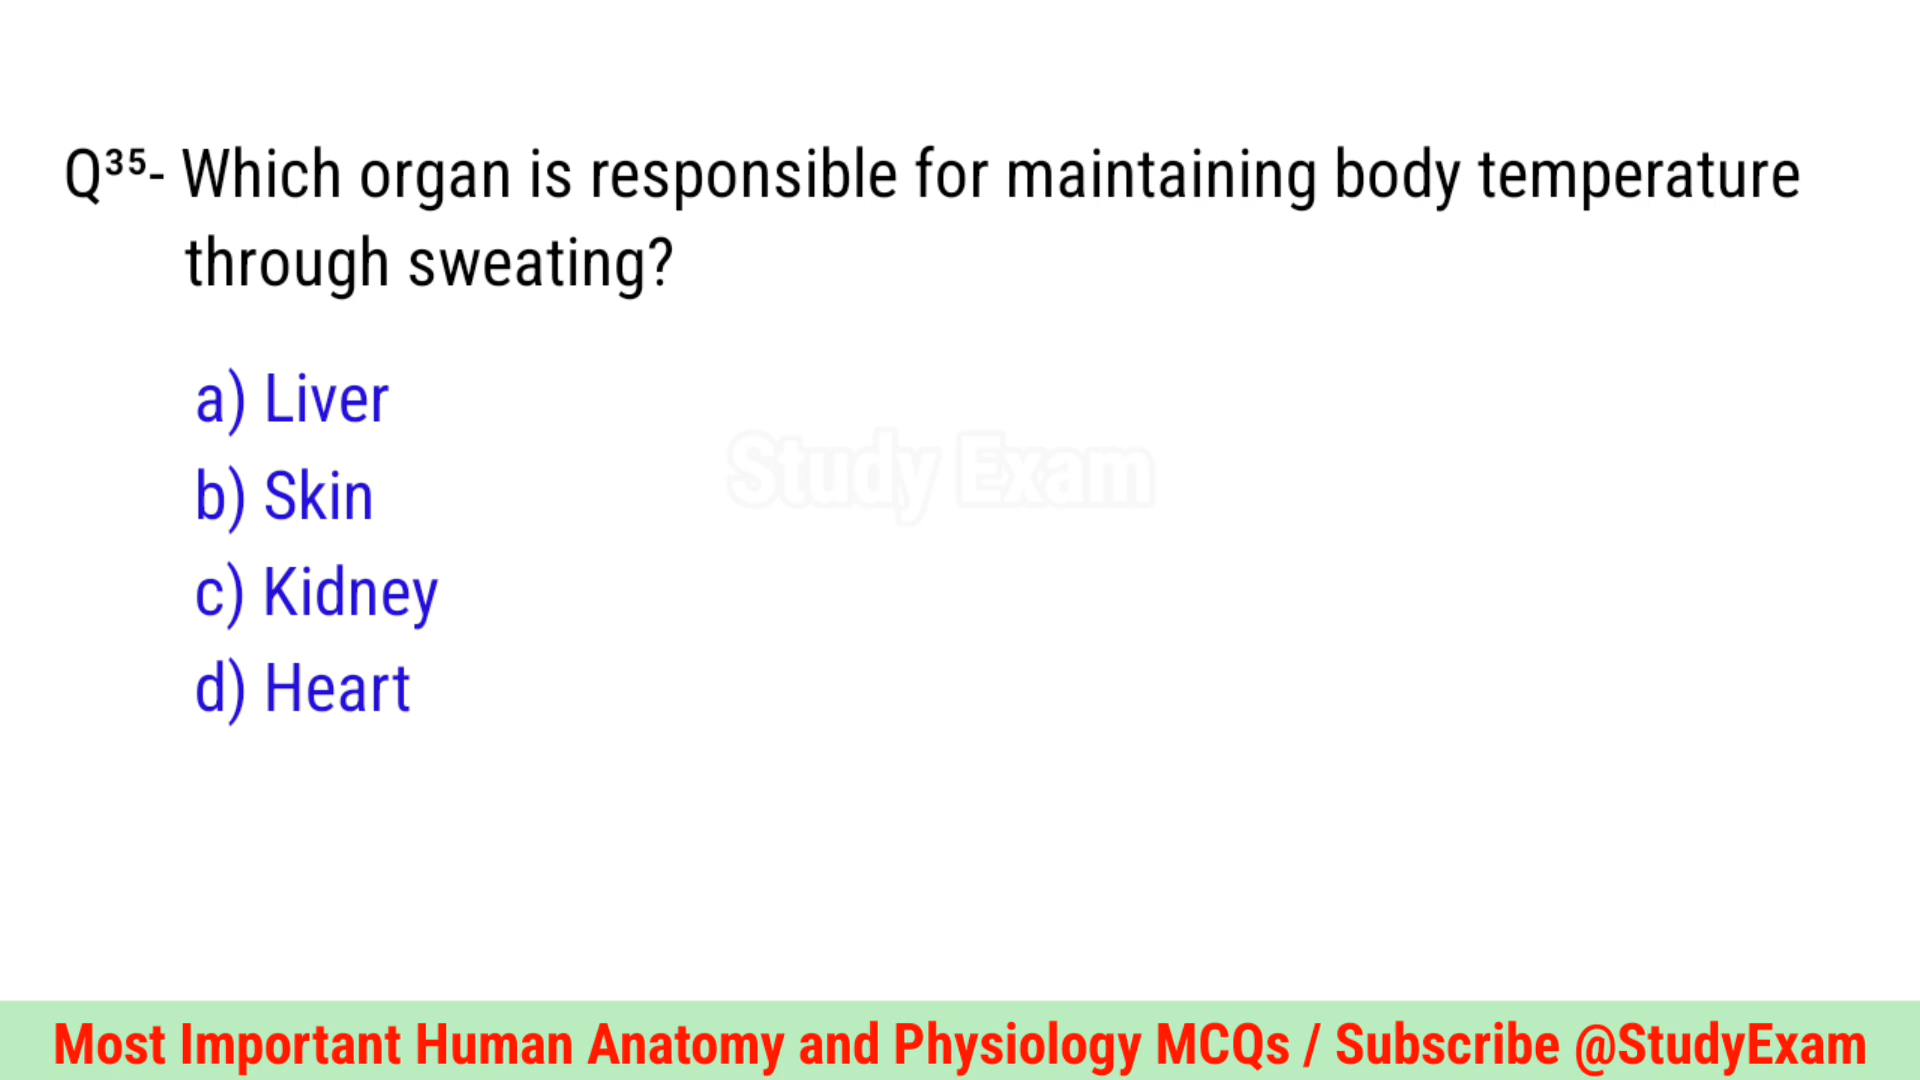 Q³⁵- Which organ is responsible for maintaining body temperature
through sweating?
a) Liver
b) Skin
c) Kidney
d) Heart
Study Exam
Most Important Human Anatomy and Physiology MCQs / Subscribe @StudyExam